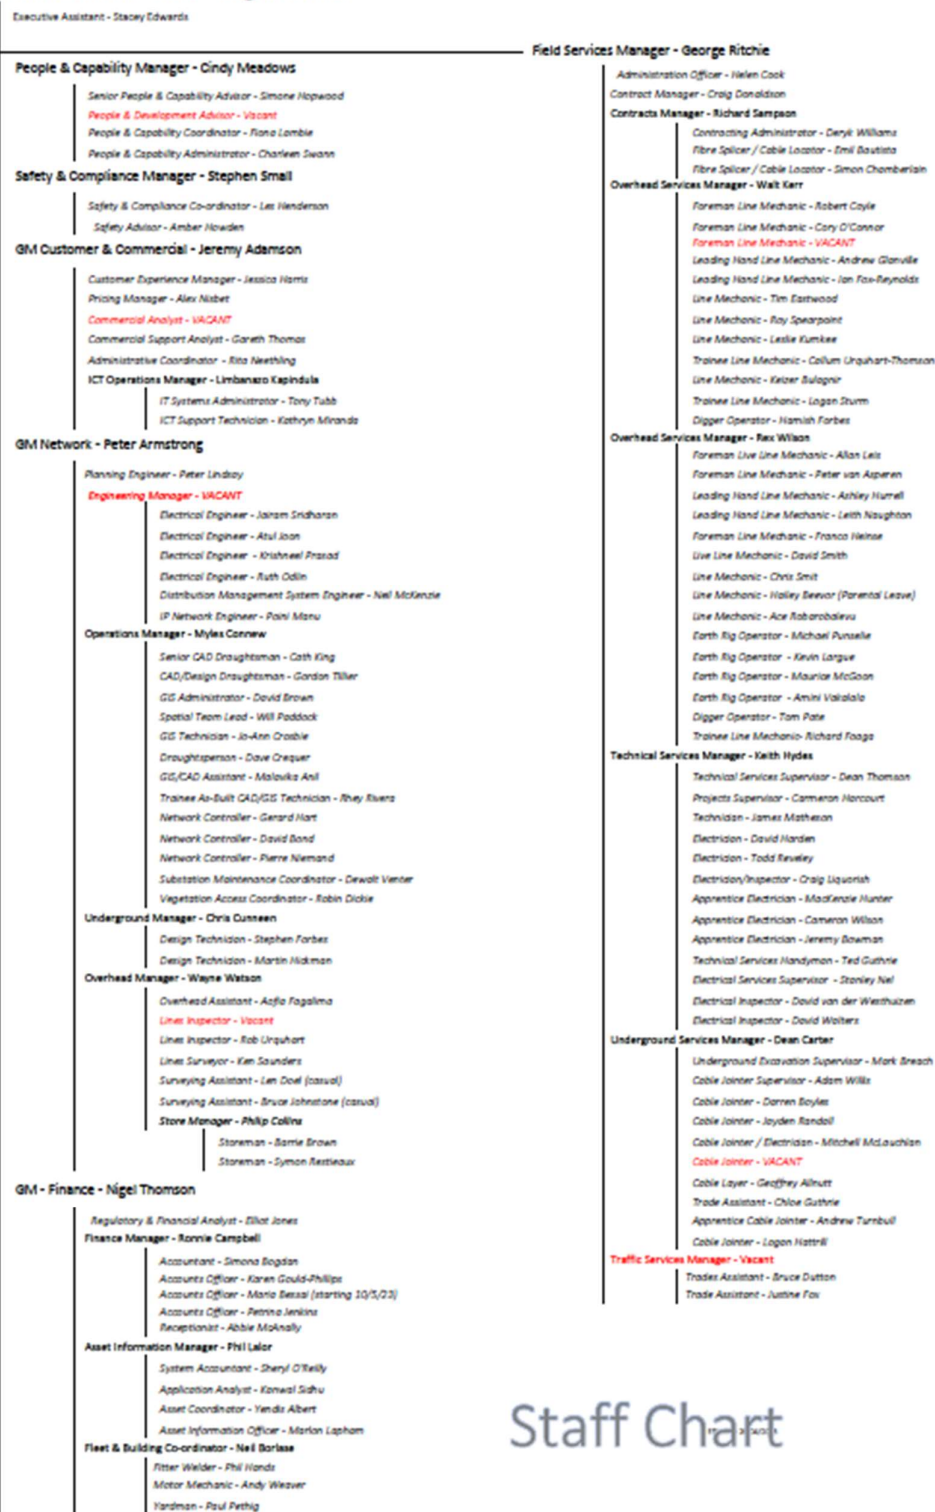 Executive Assistant - Stacey Edwards
People & Capability Manager - Cindy Meadows
Senior People & Capability Advisor - Simone Hopwood
People & Development Advisor - Vacant
People & Capability Coordinator - Fiona Lambie
People & Capability Administrator - Charleen Swann
Safety & Compliance Manager - Stephen Small
Safety & Compliance Co-ordinator - Les Henderson
Safety Advisor - Amber Howden
GM Customer & Commercial - Jeremy Adamson
Customer Experience Manager - Jessica Harris
Pricing Manager - Alex Nisbet
Commercial Analyst - VACANT
Commercial Support Analyst - Gareth Thomas
Administrative Coordinator - Rita Neethling
ICT Operations Manager - Limbanazo Kapindula
IT Systems Administrator - Tony Tubb
ICT Support Technician - Kathryn Miranda
GM Network - Peter Armstrong
Planning Engineer - Peter Lindsay
Engineering Manager - VACANT
Electrical Engineer - Jairam Sridharan
Electrical Engineer - Atul
Electrical Engineer - Krishneel Prasad
Electrical Engineer - Ruth Odlin
Distribution Management System Engineer - Neil McKenzie
IP Network Engineer - Paini Manu
Operations Manager - Myles Connew
Senior CAD Draughtsman - Cath King
CAD/Design Draughtsman - Gordon Tillier
GIS Administrator - David Brown
Spatial Team Lead - Will Paddock
GIS Technician - Jo-Ann Crosbie
Draughtsperson - Dave Crequer
GIS/CAD Assistant - Malavika Anil
Trainee As-Built CAD/GIS Technician - Rhey Rivera
Network Controller - Gerard Hart
Network Controller - David Bond
Network Controller - Pierre Niemand
Substation Maintenance Coordinator - Dewalt Venter
Vegetation Access Coordinator - Robin Dickie
Underground Manager - Chris Cunneen
Design Technician - Stephen Forbes
Design Technician - Martin Hickman
Overhead Manager - Wayne Watson
Overhead Assistant - Fagalima
Lines Inspector - Vacant
Lines Inspector - Rob Urquhart
Lines Surveyor - Ken Saunders
Surveying Assistant - Len Doel (casual)
Surveying Assistant - Bruce Johnstone (casual)
Store Manager - Philip Collins
Storeman - Barrie Brown
Storeman - Symon Restieaux
GM - Finance - Nigel Thomson
Regulatory & Financial Analyst - Elliot Jones
Finance Manager - Ronnie Campbell
Accountant - Simona Bogdan
Accounts Officer - Karen Gould-Phillips
Accounts Officer - Maria Bessai (starting 10/5/23)
Accounts Officer - Petrina Jenkins
Receptionist - Abbie McAnally
Asset Information Manager - Phil Lalor
System Accountant - Sheryl O'Reilly
Application Analyst - Kanwal Sidhu
Asset Coordinator - Yendis Albert
Asset Information Officer - Marion Lapham
Fleet & Building Co-ordinator - Neil Borlase
Fitter Welder - Phil Hands
Motor Mechanic - Andy Weaver
Yardman - Paul Pethig
Field Services Manager - George Ritchie
Administration Officer - Helen Cook
Contract Manager - Craig Donaldson
Contracts Manager - Richard Sampson
Contracting Administrator - Deryk Williams
Fibre Splicer / Cable Locator - Emil Bautista
Fibre Splicer / Cable Locator - Simon Chamberlain
Overhead Services Manager - Walt Kerr
Foreman Line Mechanic - Robert Coyle
Foreman Line Mechanic - Cory O'Connor
Foreman Line Mechanic - VACANT
Leading Hand Line Mechanic - Andrew Glanville
Leading Hand Line Mechanic - Ian Fox-Reynolds
Line Mechanic - Tim Eastwood
Line Mechanic - Ray Spearpoint
Line Mechanic - Leslie Kumkee
Trainee Line Mechanic - Callum Urquhart-Thomson
Line Mechanic - Keizer Bulagnir
Trainee Line Mechanic - Logan Sturm
Digger Operator - Hamish Forbes
Overhead Services Manager - Rex Wilson
Foreman Live Line Mechanic - Allan Leis
Foreman Line Mechanic - Peter van Asperen
Leading Hand Line Mechanic - Ashley Hurrell
Leading Hand Line Mechanic - Leith Naughton
Foreman Line Mechanic - Franco Heinse
Live Line Mechanic - David Smith
Line Mechanic - Chris Smit
Line Mechanic - Hailey Beevor (Parental Leave)
Line Mechanic - Ace Rabarobalevu
Earth Rig Operator - Michael Punselie
Earth Rig Operator - Kevin Largue
Earth Rig Operator - Maurice McGoon
Earth Rig Operator - Amini Vakalala
Digger Operator - Tom Pate
Trainee Line Mechanic- Richard Faaga
Technical Services Manager - Keith Hydes
Technical Services Supervisor - Dean Thomson
Projects Supervisor - Carmeron Harcourt
Technician - James Matheson
Electrician - David Harden
Electrician - Todd Reveley
Electrician/Inspector - Craig Liquorish
Apprentice Electrician - MacKenzie Hunter
Apprentice Electrician - Cameron Wilson
Apprentice Electrician - Jeremy Bowman
Technical Services Handyman - Ted Guthrie
Electrical Services Supervisor - Stanley Nel
Electrical Inspector - David van der Westhuizen
Electrical Inspector - David Walters
Underground Services Manager - Dean Carter
Underground Excavation Supervisor - Mark Breach
Cable Jointer Supervisor - Adam Willis
Cable Jointer - Darren Bayles
Cable Jointer - Jayden Randall
Cable Jointer / Electrician - Mitchell McLauchlan
Cable Jointer - VACANT
Cable Layer - Geoffrey Allnutt
Trade Assistant - Chloe Guthrie
Apprentice Cable Jointer - Andrew Turnbull
Cable Jointer - Logan Hattrill
Traffic Services Manager - Vacant
Trades Assistant - Bruce Dutton
Trade Assistant - Justine Fox
Staff Chart